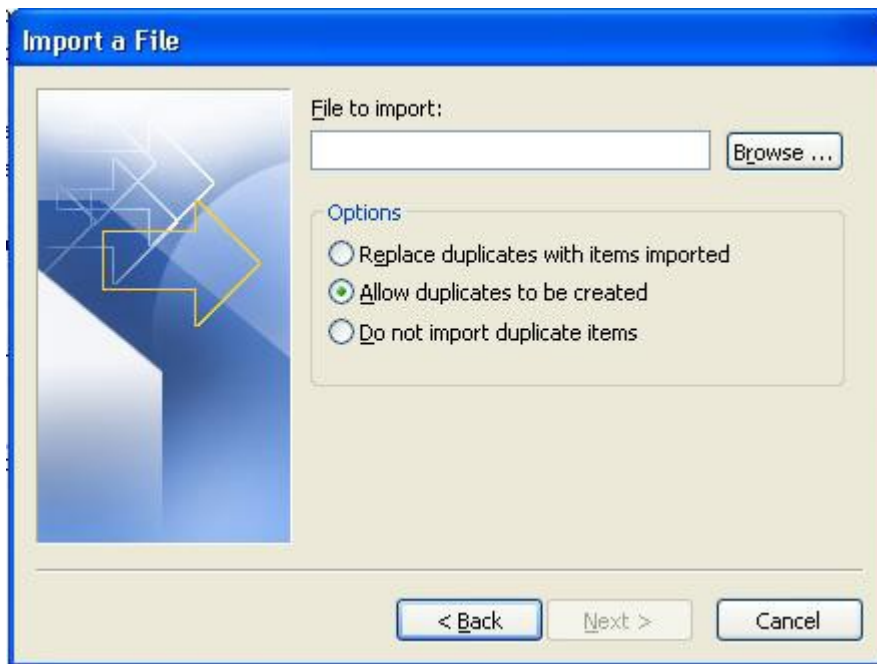 Import a File
File to import:
Browse ...
Options
Replace duplicates with items imported
Allow duplicates to be created
Do not import duplicate items
< Back
Next >
Cancel